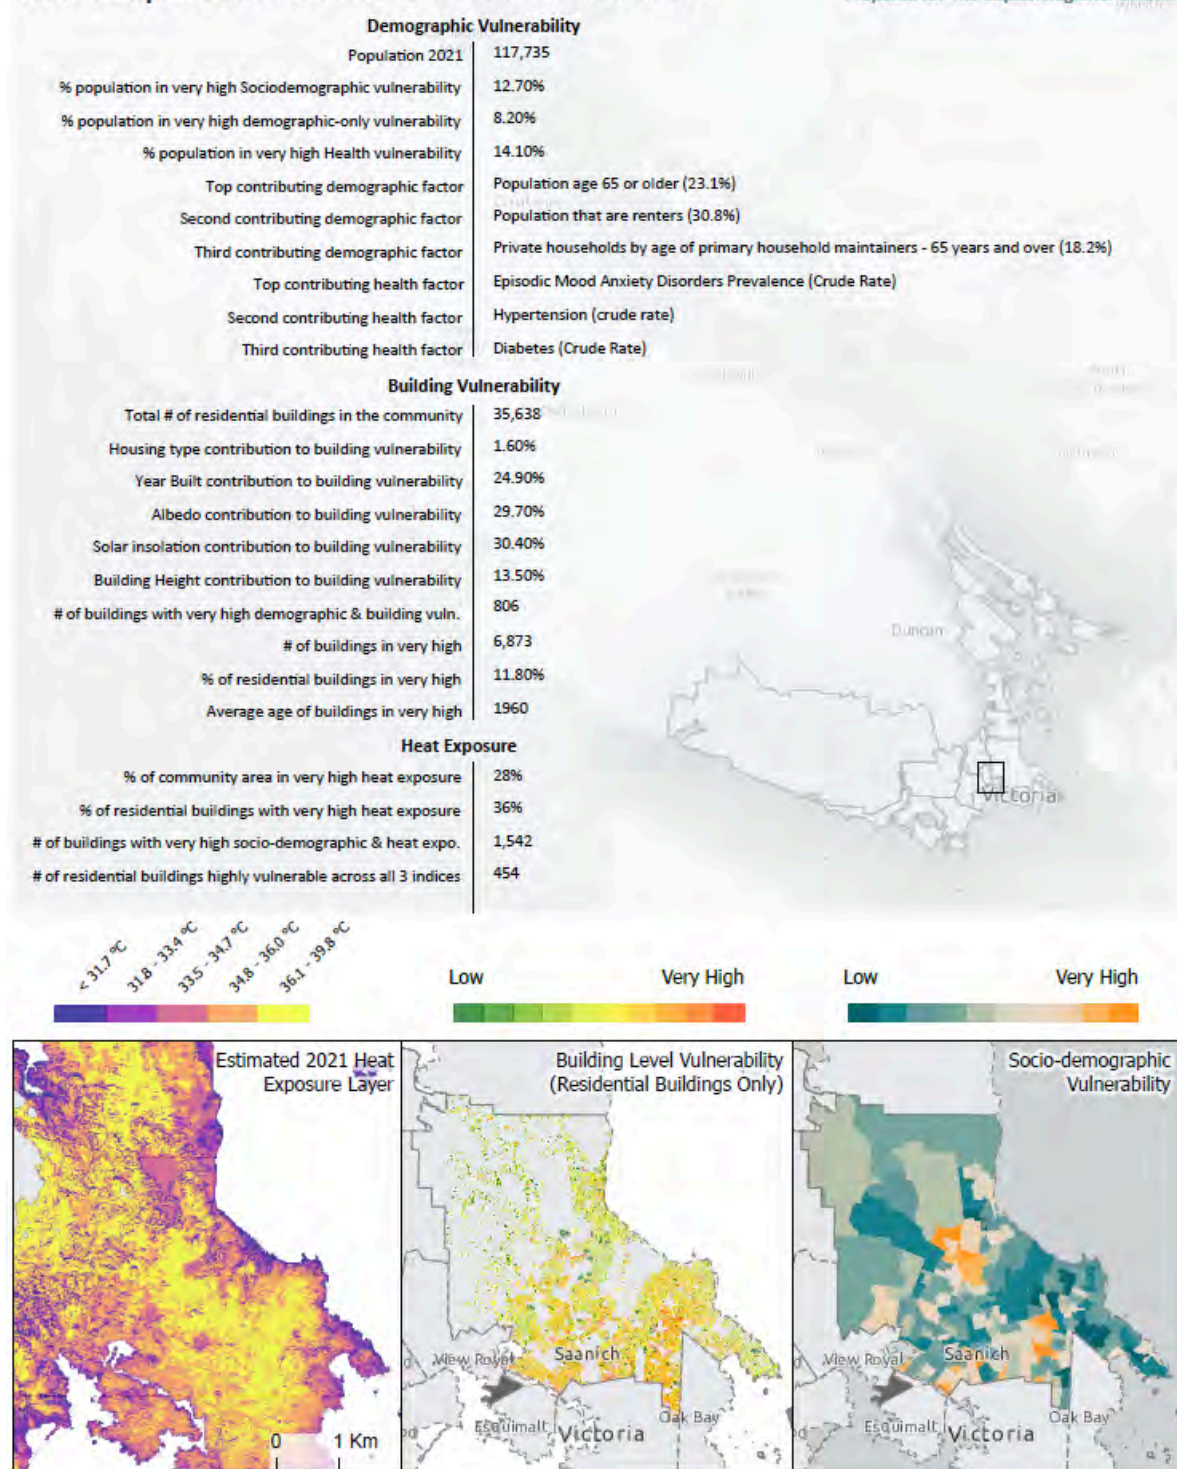 Demographic Vulnerability
Population 2021 117,735
% population in very high Sociodemographic vulnerability 12.70%
% population in very high demographic-only vulnerability 8.20%
% population in very high Health vulnerability 14.10%
Top contributing demographic factor Population age 65 or older (23.1%)
Second contributing demographic factor Population that are renters (30.8%)
Third contributing demographic factor Private households by age of primary household maintainers - 65 years and over (18.2%)
Top contributing health factor Episodic Mood Anxiety Disorders Prevalence (Crude Rate)
Second contributing health factor Hypertension (crude rate)
Third contributing health factor Diabetes (Crude Rate)
Building Vulnerability
Total # of residential buildings in the community 35,638
Housing type contribution to building vulnerability 1.60%
Year Built contribution to building vulnerability 24.90%
Albedo contribution to building vulnerability 29.70%
Solar insolation contribution to building vulnerability 30.40%
Building Height contribution to building vulnerability 13.50%
# of buildings with very high demographic & building vuln. 806
# of buildings in very high 6,873
% of residential buildings in very high 11.80%
Average age of buildings in very high 1960
Duncan
Victoria
Heat Exposure
% of community area in very high heat exposure 28%
% of residential buildings with very high heat exposure 36%
# of buildings with very high socio-demographic & heat expo. 1,542
# of residential buildings highly vulnerable across all 3 indices 454
< 31.7 °C
31.8 - 33.4 °C
33.5 - 34.7 °C
34.8 - 36.0 °C
36.1 - 39.8 °C
Low Very High
Low Very High
Estimated 2021 Heat
Exposure Layer
0 1 Km
Building Level Vulnerability
(Residential Buildings Only)
View Royal
Saanich
Esquimalt
Victoria
Oak Bay
Socio-demographic
Vulnerability
View Royal
Saanich
Esquimalt
Victoria
Oak Bay